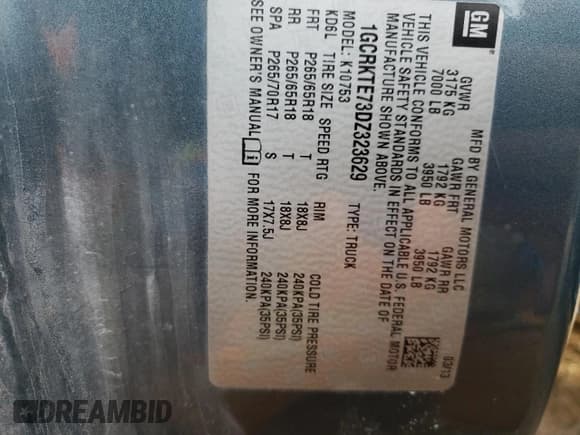 GM
MFD BY GENERAL MOTORS LLC
03/13
GVWR GAWR FRT GAWR RR
3175 KG 1792 KG 1792 KG
7000 LB 3950 LB 3950 LB
THIS VEHICLE CONFORMS TO ALL APPLICABLE U.S. FEDERAL MOTOR
VEHICLE SAFETY STANDARDS IN EFFECT ON THE DATE OF
MANUFACTURE SHOWN ABOVE.
1GCRKTE73DZ323629 TYPE: TRUCK
MODEL: K10753
KD6L TIRE SIZE SPEED RTG RIM COLD TIRE PRESSURE
FRT P265/65R18 T 18X8J 240KPA(35PSI)
RR P265/65R18 T 18X8J 240KPA(35PSI)
SPA P265/70R17 S 17X7.5J 240KPA(35PSI)
SEE OWNER'S MANUAL FOR MORE INFORMATION.
DREAMBID